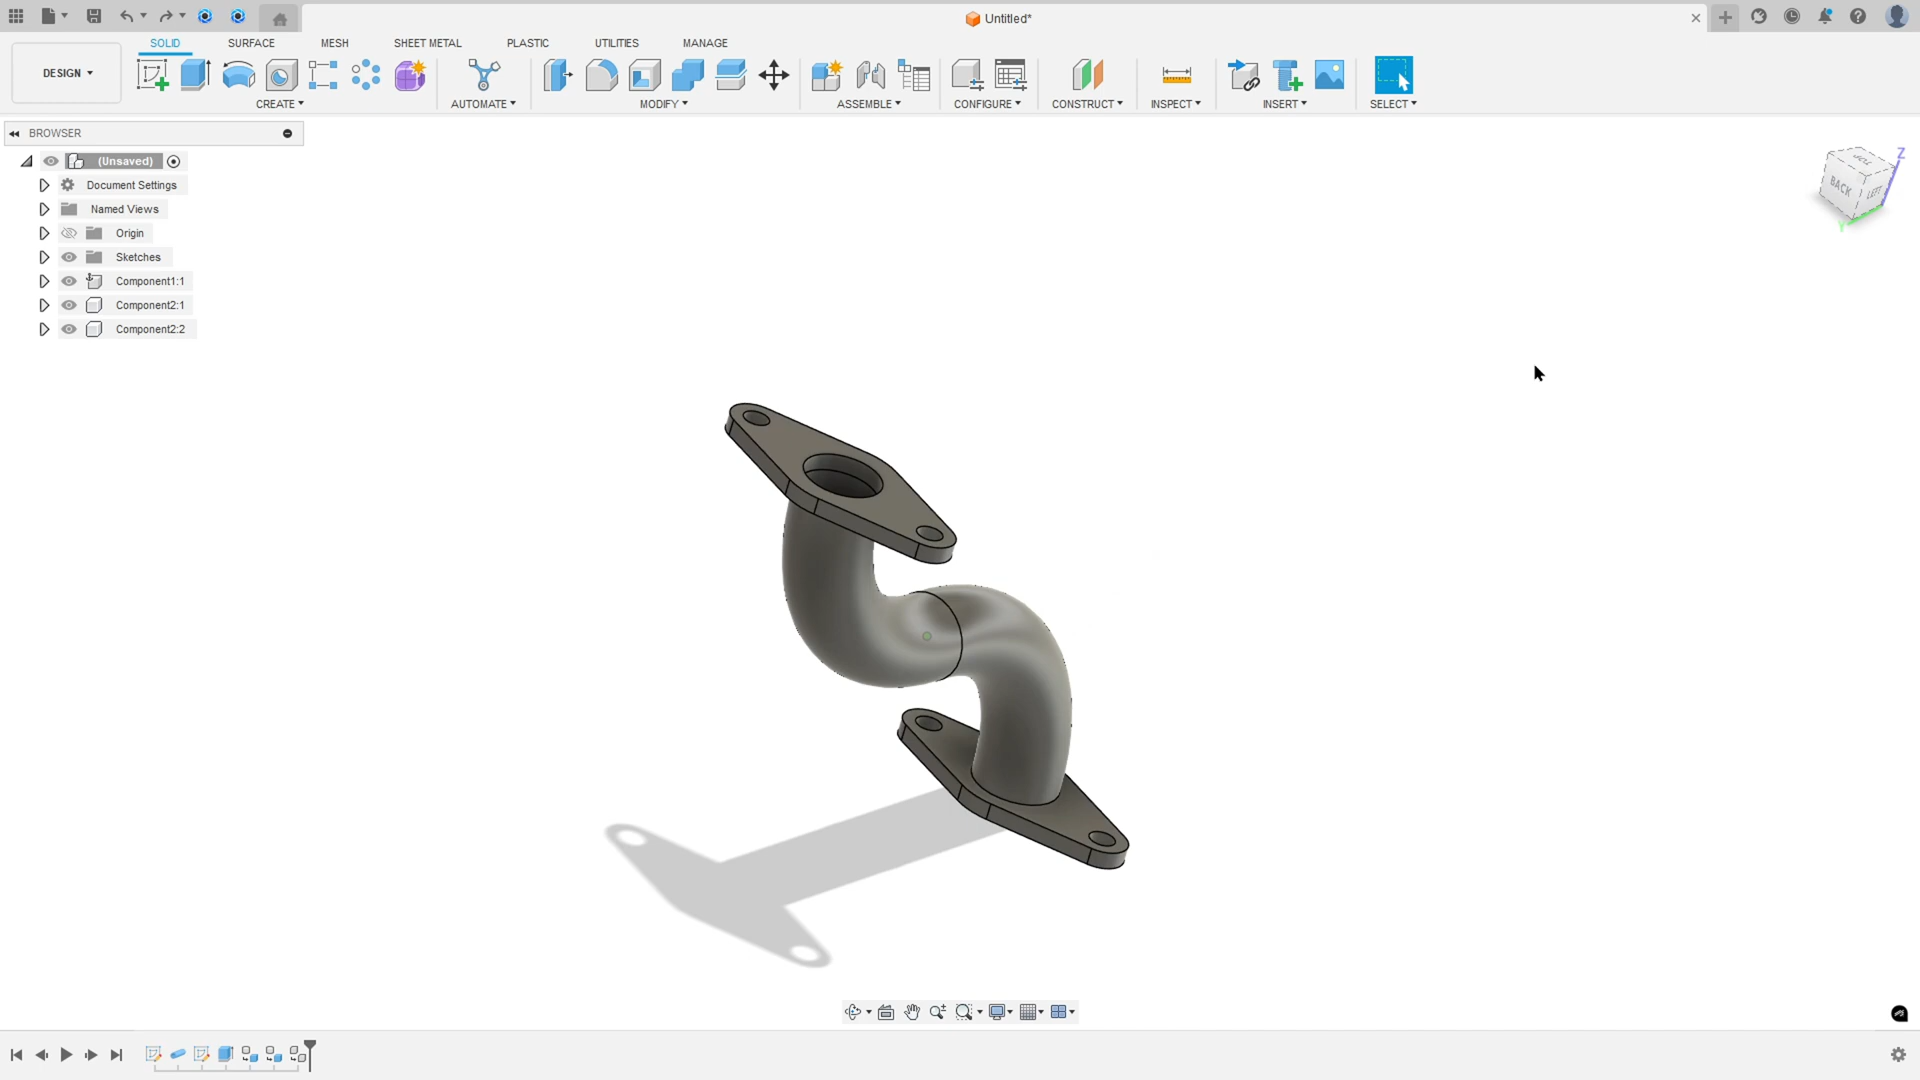 Untitled*
DESIGN
SOLID SURFACE MESH SHEET METAL PLASTIC UTILITIES MANAGE
CREATE AUTOMATE MODIFY ASSEMBLE CONFIGURE CONSTRUCT INSPECT INSERT SELECT
BROWSER
(Unsaved)
Document Settings
Named Views
Origin
Sketches
Component1:1
Component2:1
Component2:2
TOP
BACK
LEFT
Z
Y